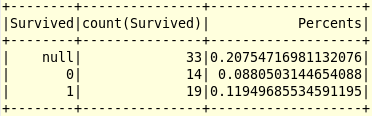 +--------+---------------+-------------------+
|Survived|count(Survived)|           Percents|
+--------+---------------+-------------------+
|    null|             33|0.20754716981132076|
|       0|             14| 0.0880503144654088|
|       1|             19|0.11949685534591195|
+--------+---------------+-------------------+